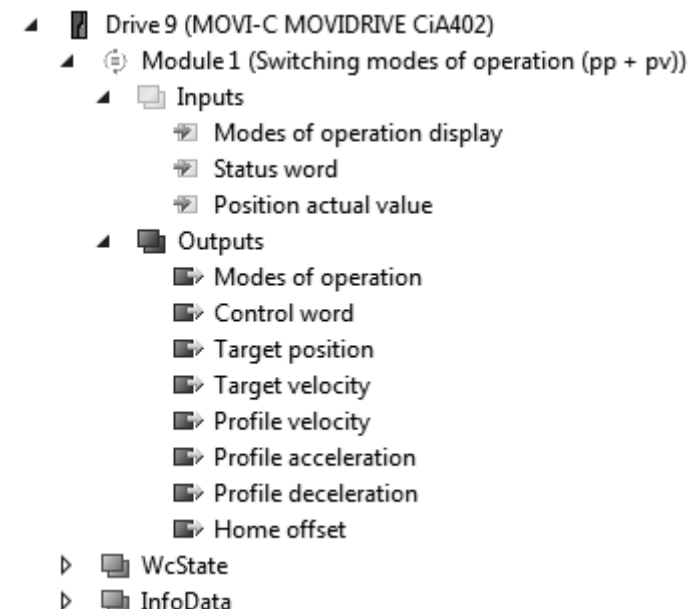 Drive 9 (MOVI-C MOVIDRIVE CiA402)
Module 1 (Switching modes of operation (pp + pv))
Inputs
Modes of operation display
Status word
Position actual value
Outputs
Modes of operation
Control word
Target position
Target velocity
Profile velocity
Profile acceleration
Profile deceleration
Home offset
WcState
InfoData